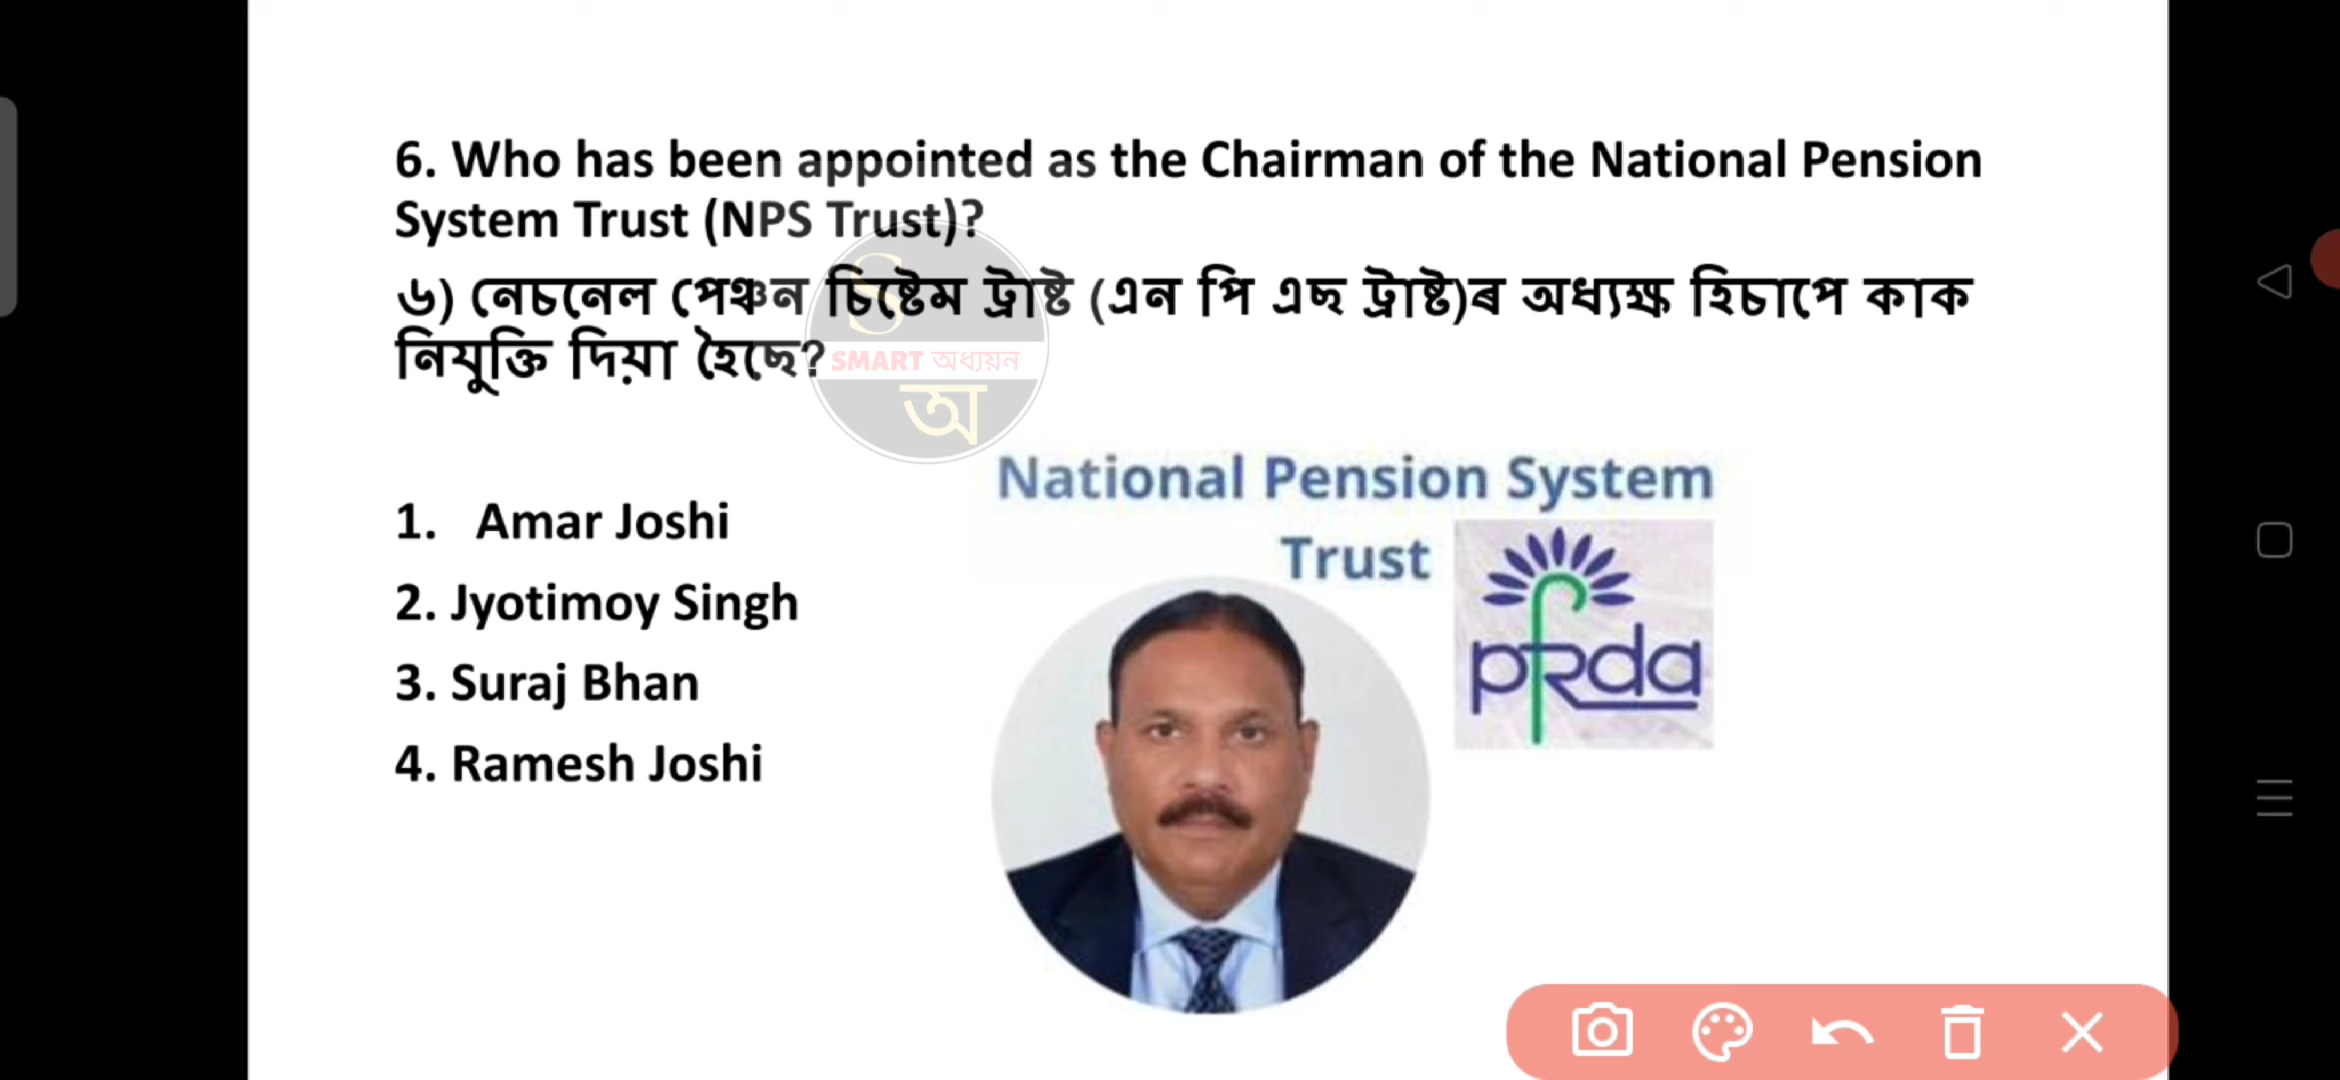 6. Who has been appointed as the Chairman of the National Pension
System Trust (NPS Trust)?
৬) নেচনেল পেঞ্চন চিষ্টেম ট্রাষ্ট (এন পি এছ ট্রাষ্ট)ৰ অধ্যক্ষ হিচাপে কাক
নিযুক্তি দিয়া হৈছে?
S
SMART অধ্যয়ন
অ
National Pension System
Trust
1. Amar Joshi
2. Jyotimoy Singh
3. Suraj Bhan
4. Ramesh Joshi
pfrda